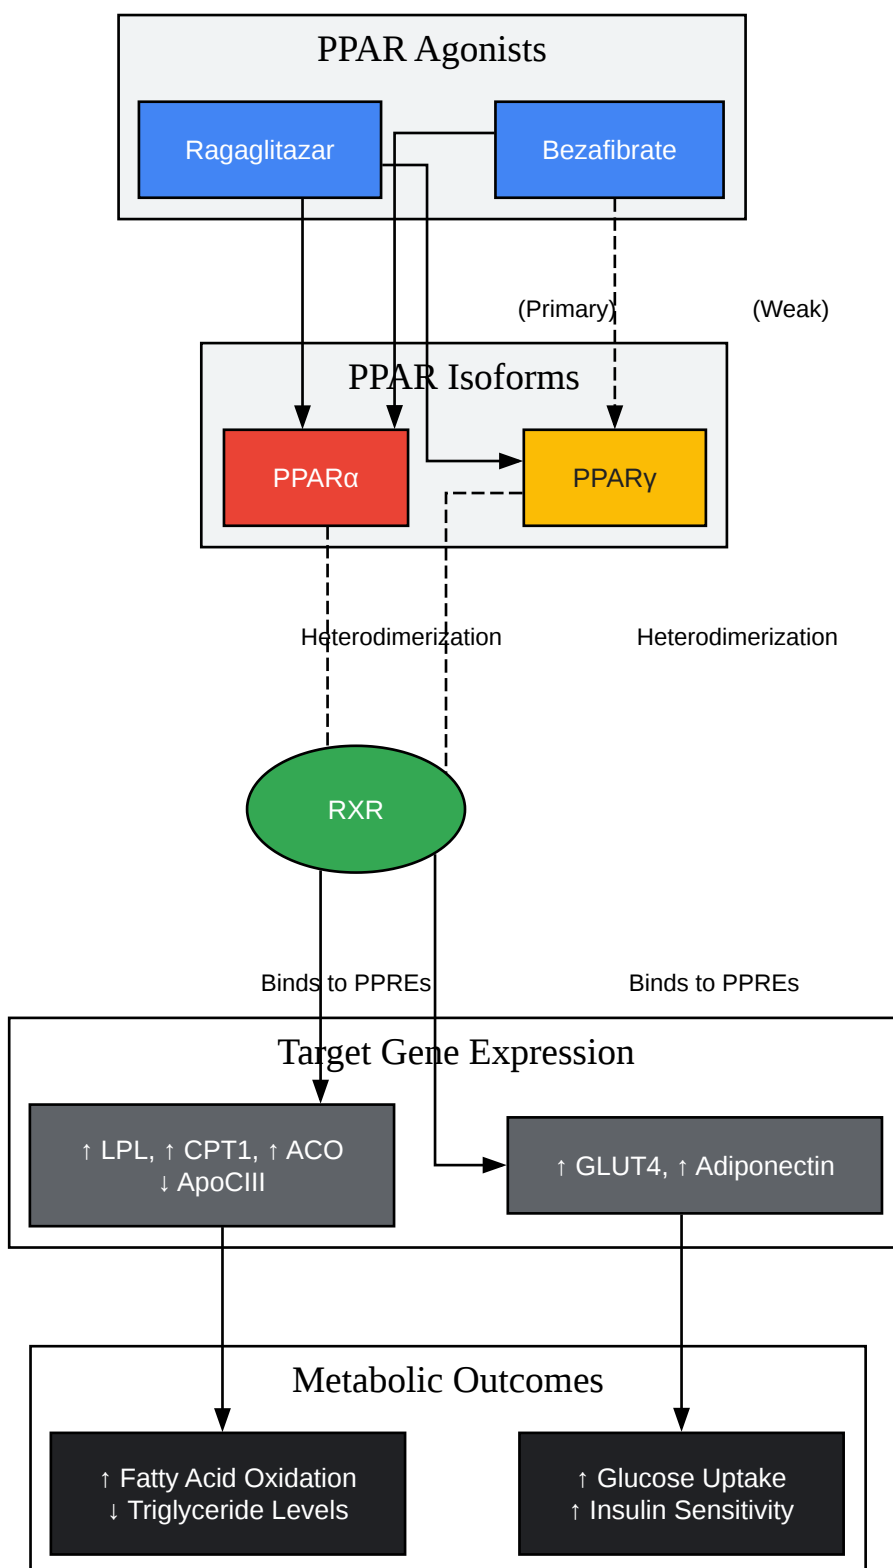 PPAR Agonists
Ragaglitazar
Bezafibrate
(Primary)
(Weak)
PPAR Isoforms
PPARα
PPARγ
Heterodimerization
Heterodimerization
RXR
Binds to PPREs
Binds to PPREs
Target Gene Expression
↑ LPL, ↑ CPT1, ↑ ACO
↓ ApoCIII
↑ GLUT4, ↑ Adiponectin
Metabolic Outcomes
↑ Fatty Acid Oxidation
↓ Triglyceride Levels
↑ Glucose Uptake
↑ Insulin Sensitivity